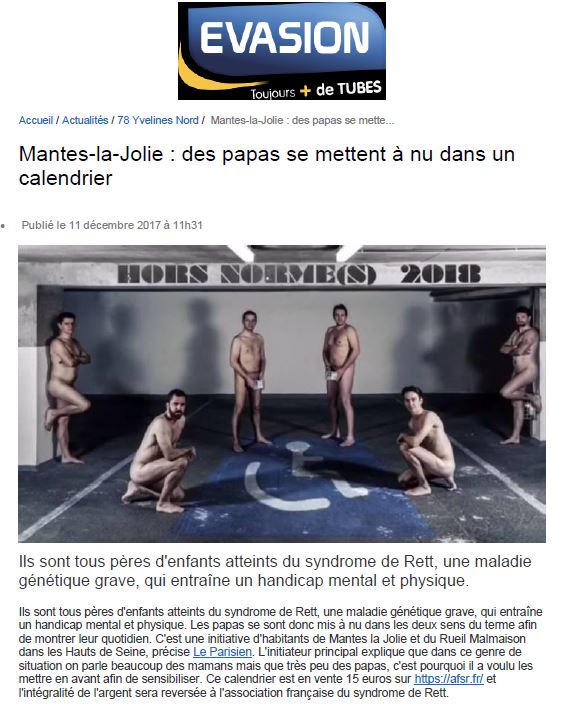 EVASION
Toujours + de TUBES
Accueil / Actualités / 78 Yvelines Nord / Mantes-la-Jolie : des papas se mette...
Mantes-la-Jolie : des papas se mettent à nu dans un
calendrier
Publié le 11 décembre 2017 à 11h31
HORS NORME(S) 2018
Ils sont tous pères d'enfants atteints du syndrome de Rett, une maladie
génétique grave, qui entraîne un handicap mental et physique.
Ils sont tous pères d'enfants atteints du syndrome de Rett, une maladie génétique grave, qui entraîne
un handicap mental et physique. Les papas se sont donc mis à nu dans les deux sens du terme afin
de montrer leur quotidien. C'est une initiative d'habitants de Mantes la Jolie et du Rueil Malmaison
dans les Hauts de Seine, précise Le Parisien. L'initiateur principal explique que dans ce genre de
situation on parle beaucoup des mamans mais que très peu des papas, c'est pourquoi il a voulu les
mettre en avant afin de sensibiliser. Ce calendrier est en vente 15 euros sur https://afsr.fr/ et
l'intégralité de l'argent sera reversée à l'association française du syndrome de Rett.